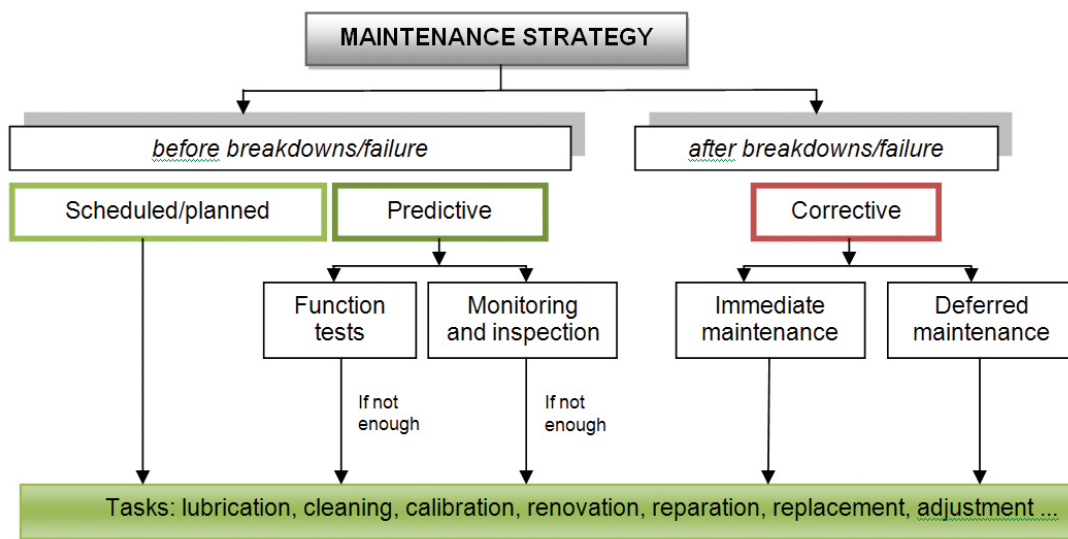 MAINTENANCE STRATEGY
before breakdowns/failure
after breakdowns/failure
Scheduled/planned
Predictive
Corrective
Function
tests
Monitoring
and inspection
Immediate
maintenance
Deferred
maintenance
If not
enough
If not
enough
Tasks: lubrication, cleaning, calibration, renovation, reparation, replacement, adjustment ...